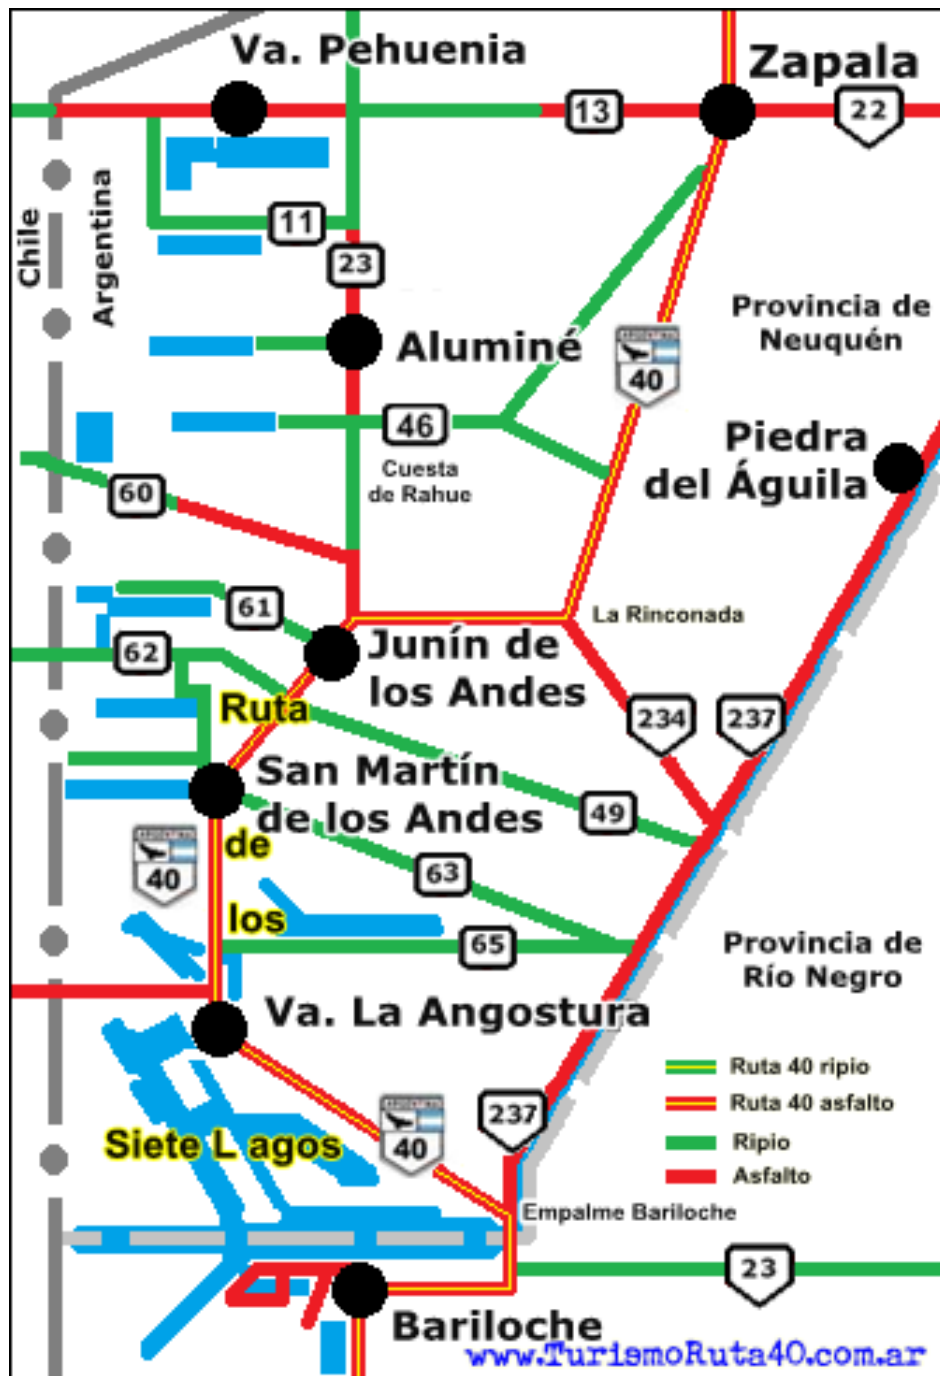 Va. Pehuenia
Zapala
13
22
Chile
Argentina
11
23
Provincia de
Neuquén
Aluminé
40
46
Cuesta
de Rahue
Piedra
del Águila
60
61
La Rinconada
62
Junín de
los Andes
Ruta
234
237
San Martín
de los Andes
49
de
40
63
los
65
Provincia de
Río Negro
Va. La Angostura
Ruta 40 ripio
Ruta 40 asfalto
Ripio
Asfalto
40
237
Siete L agos
Empalme Bariloche
23
Bariloche
www.TurismoRuta40.com.ar